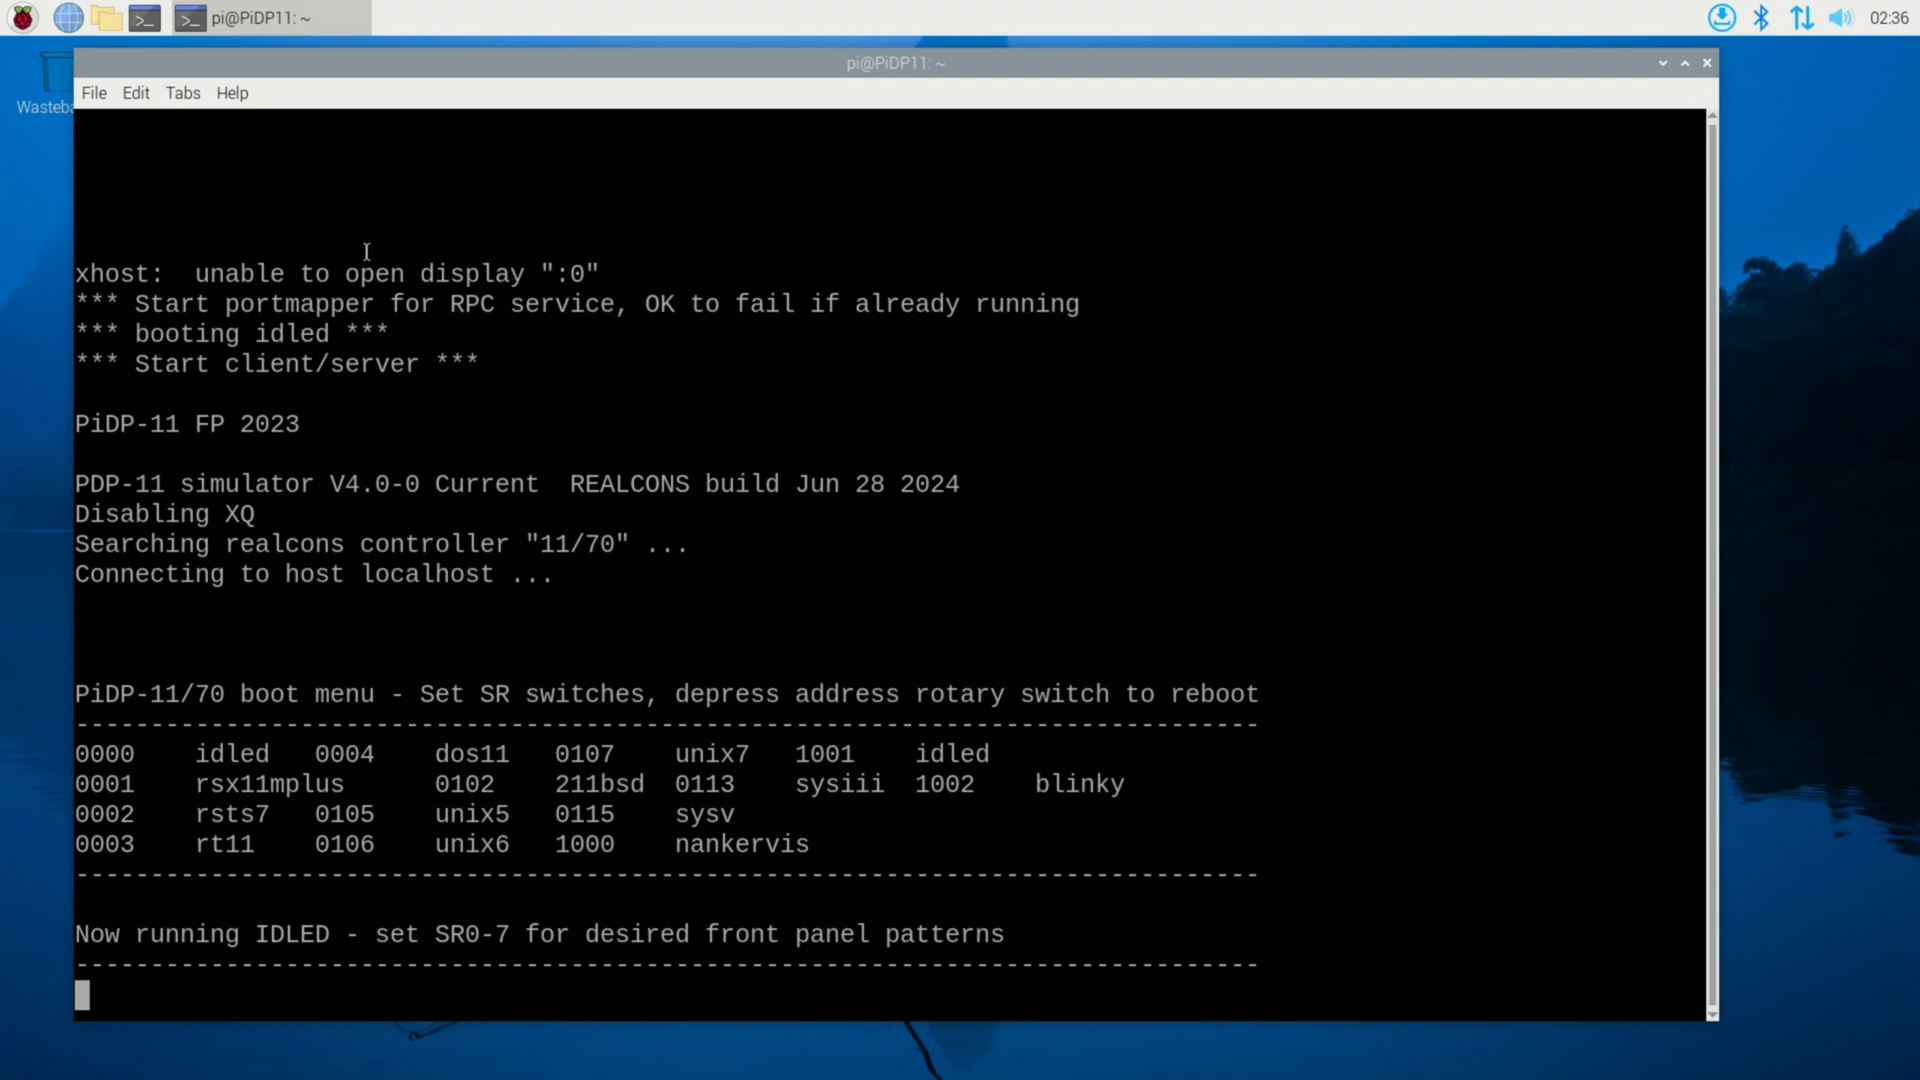 pi@PiDP11: ~
02:36
pi@PiDP11: ~
File Edit Tabs Help
xhost:  unable to open display ":0"
*** Start portmapper for RPC service, OK to fail if already running
*** booting idled ***
*** Start client/server ***
PiDP-11 FP 2023
PDP-11 simulator V4.0-0 Current  REALCONS build Jun 28 2024
Disabling XQ
Searching realcons controller "11/70" ...
Connecting to host localhost ...
PiDP-11/70 boot menu - Set SR switches, depress address rotary switch to reboot
-------------------------------------------------------------------------------
0000    idled   0004    dos11   0107    unix7   1001    idled
0001    rsx11mplus      0102    211bsd  0113    sysiii  1002    blinky
0002    rsts7   0105    unix5   0115    sysv
0003    rt11    0106    unix6   1000    nankervis
-------------------------------------------------------------------------------
Now running IDLED - set SR0-7 for desired front panel patterns
-------------------------------------------------------------------------------